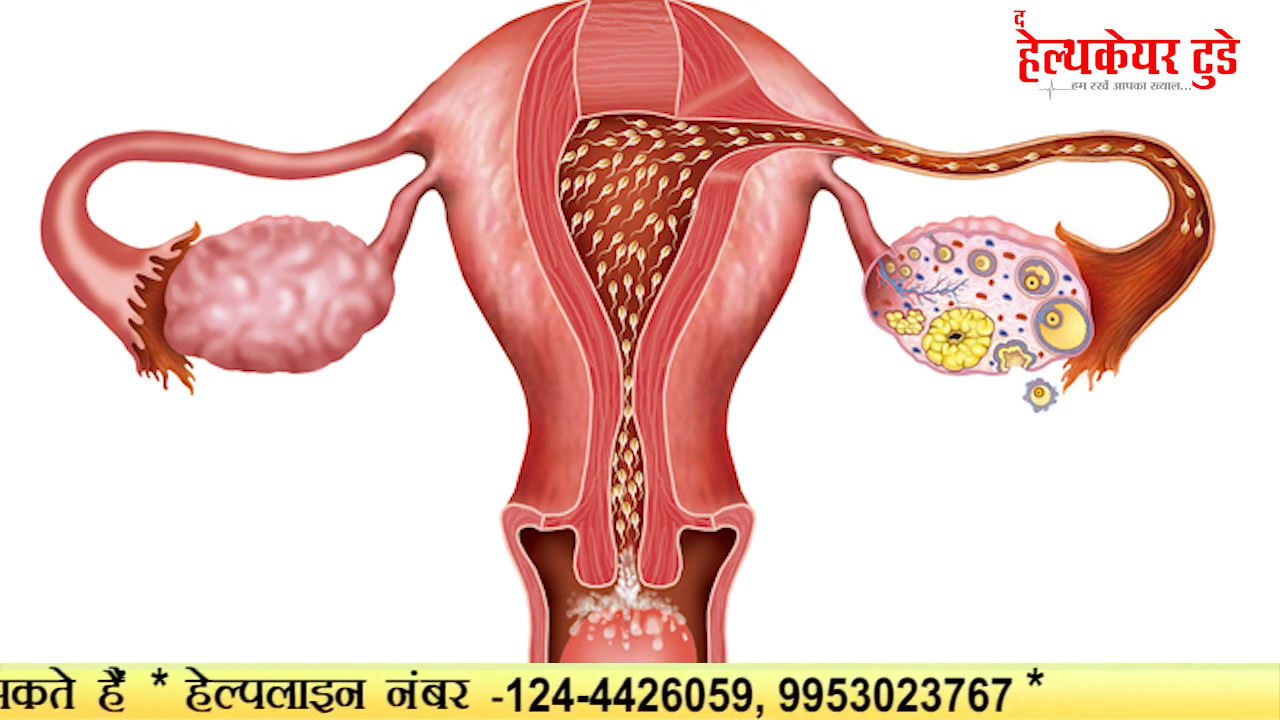 द
हेल्थकेयर टुडे
हम रखें आपका ख्याल...
सकते हैं * हेल्पलाइन नंबर -124-4426059, 9953023767 *